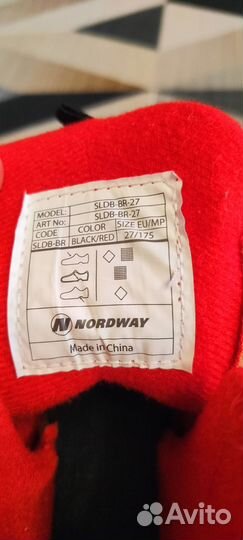 MODEL: SLDB-BR-27
ART No: SLDB-BR-27
CODE COLOR SIZE EU/MP
SLDB-BR BLACK/RED 27/175
NORDWAY
Made in China
Avito